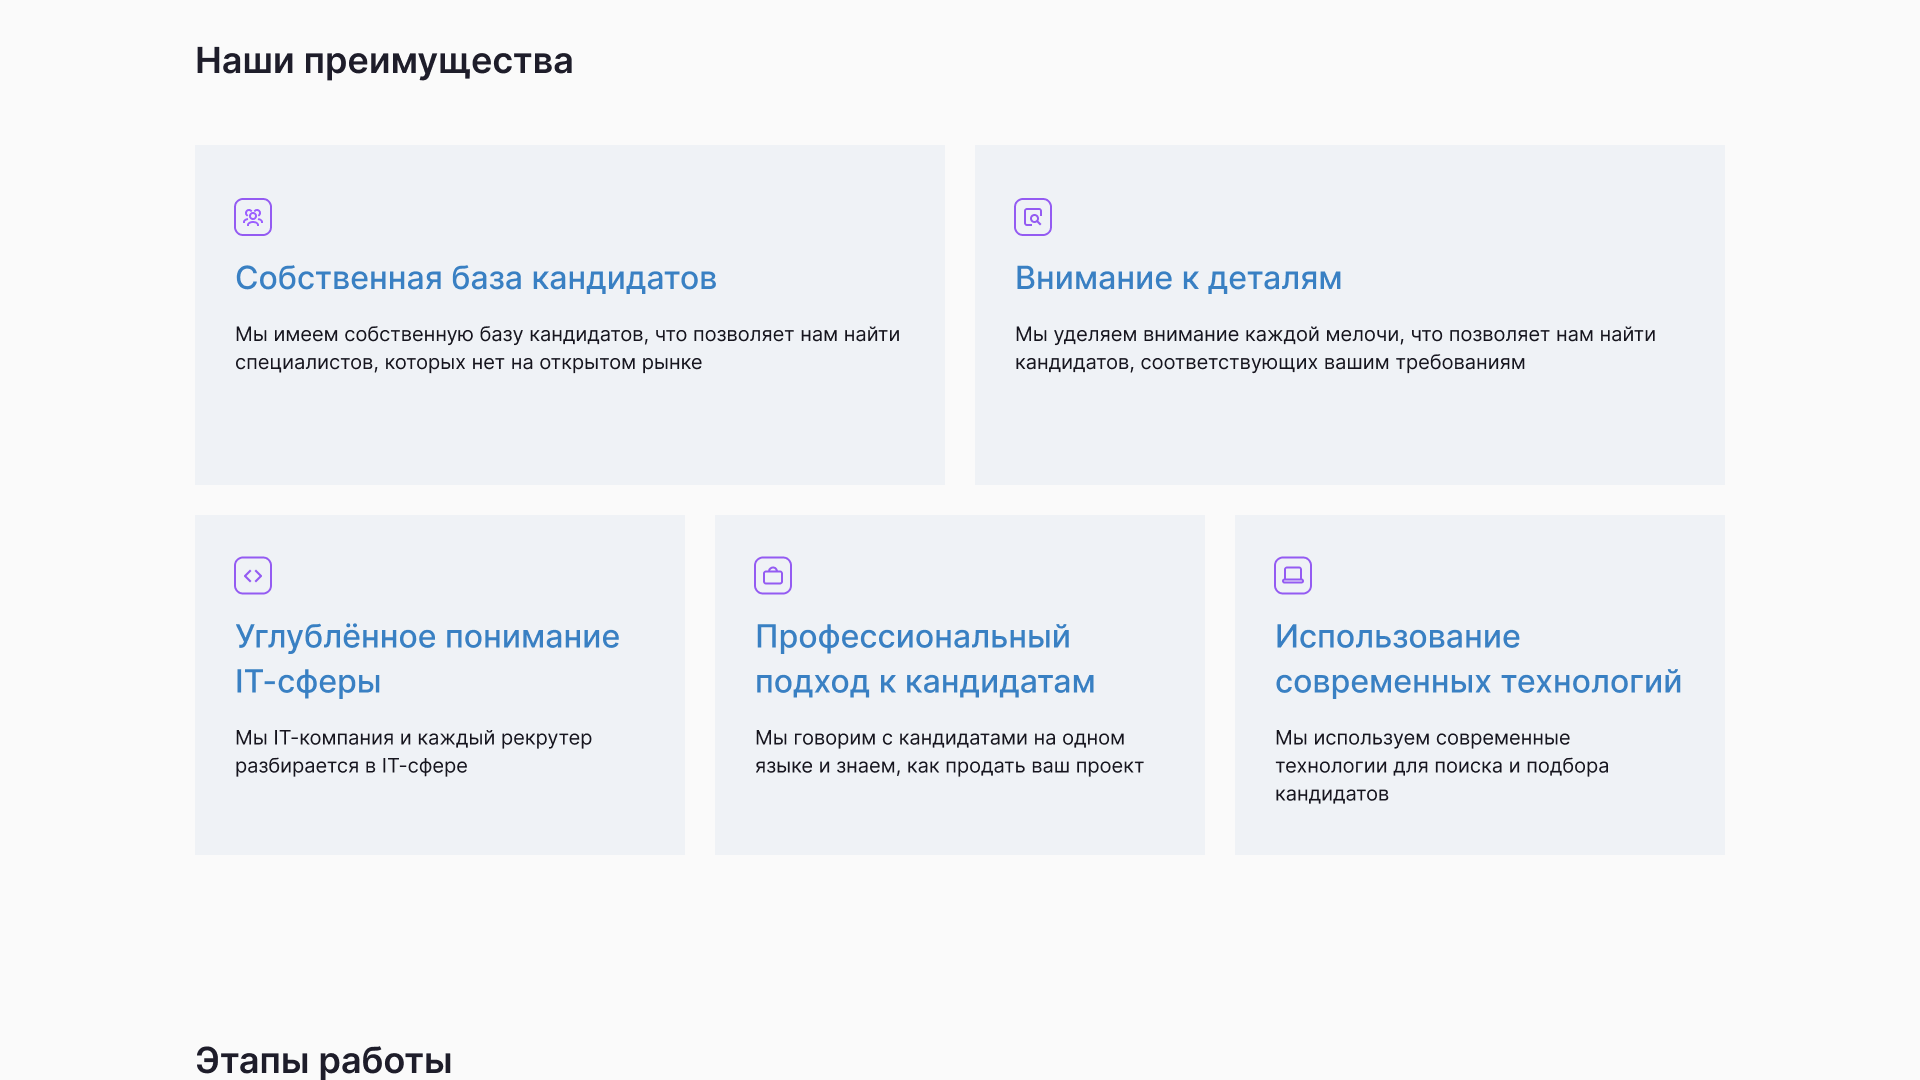 Наши преимущества
Собственная база кандидатов
Мы имеем собственную базу кандидатов, что позволяет нам найти
специалистов, которых нет на открытом рынке
Внимание к деталям
Мы уделяем внимание каждой мелочи, что позволяет нам найти
кандидатов, соответствующих вашим требованиям
Углублённое понимание
IT-сферы
Мы IT-компания и каждый рекрутер
разбирается в IT-сфере
Профессиональный
подход к кандидатам
Мы говорим с кандидатами на одном
языке и знаем, как продать ваш проект
Использование
современных технологий
Мы используем современные
технологии для поиска и подбора
кандидатов
Этапы работы